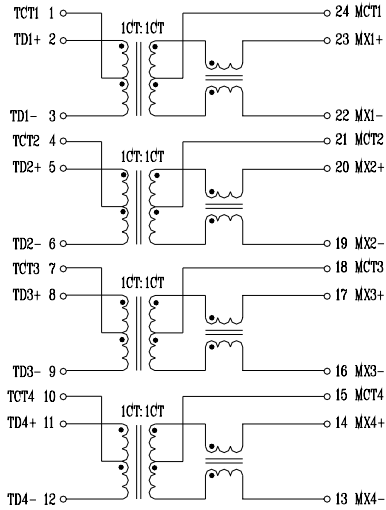 TCT1 1 1CT:1CT 24 MCT1
TD1+ 2 23 MX1+
TD1- 3 22 MX1-
TCT2 4 21 MCT2
1CT:1CT
TD2+ 5 20 MX2+
TD2- 6 19 MX2-
TCT3 7 18 MCT3
1CT:1CT
TD3+ 8 17 MX3+
TD3- 9 16 MX3-
TCT4 10 15 MCT4
1CT:1CT
TD4+ 11 14 MX4+
TD4- 12 13 MX4-